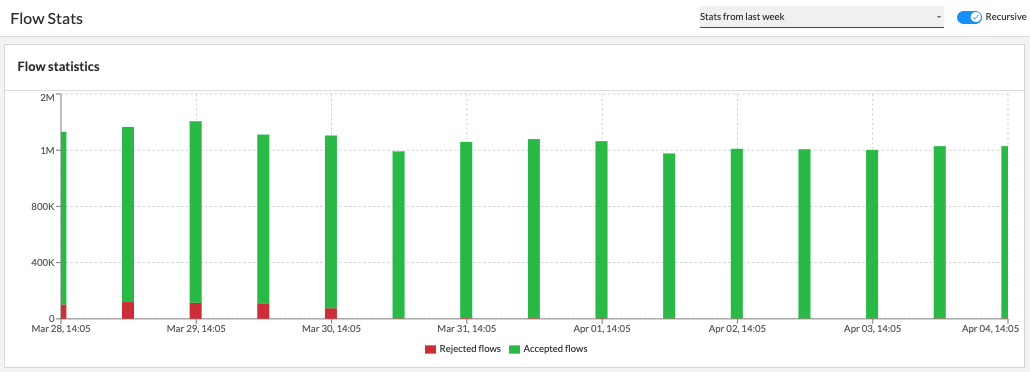 Flow Stats
Stats from last week
Recursive
Flow statistics
2M
1M
800K
400K
0
Mar 28, 14:05 Mar 29, 14:05 Mar 30, 14:05 Mar 31, 14:05 Apr 01, 14:05 Apr 02, 14:05 Apr 03, 14:05 Apr 04, 14:05
Rejected flows Accepted flows